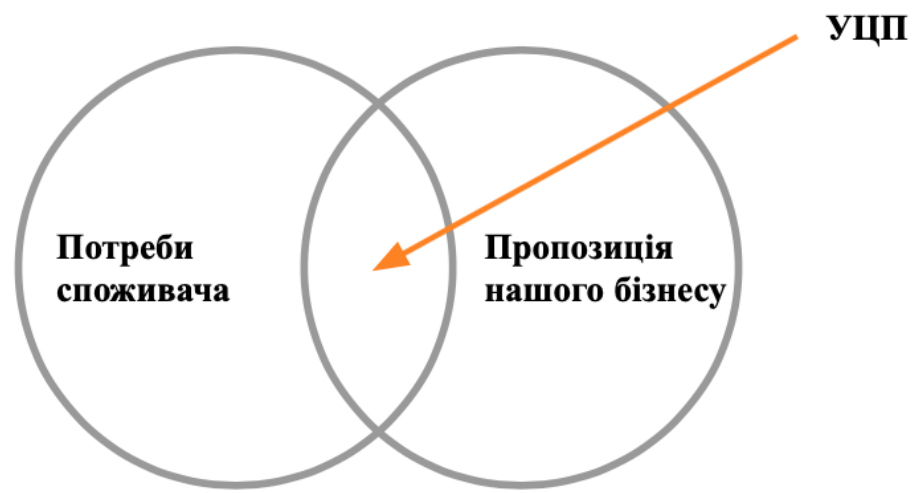 УЦП
Потреби
споживача
Пропозиція
нашого бізнесу